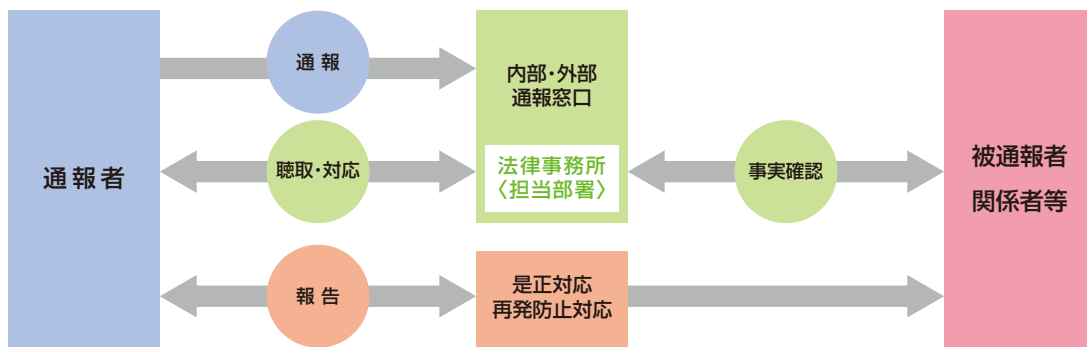 通報者
通報
内部・外部
通報窓口
聴取・対応
法律事務所
〈担当部署〉
事実確認
被通報者
関係者等
報告
是正対応
再発防止対応